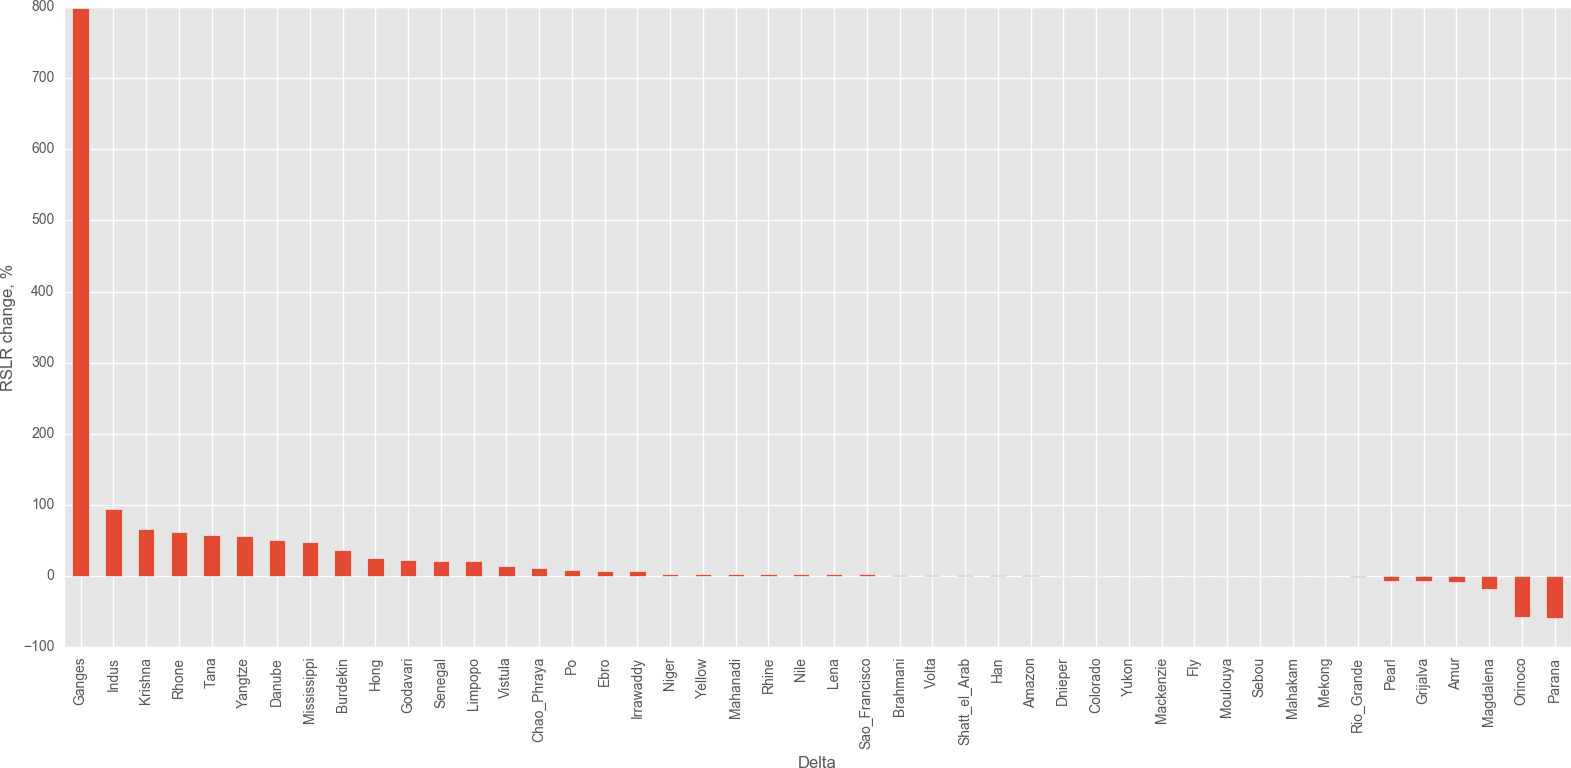 800
700
600
500
400
300
200
100
0
−100
RSLR change, %
Ganges
Indus
Krishna
Rhone
Tana
Yangtze
Danube
Mississippi
Burdekin
Hong
Godavari
Senegal
Limpopo
Vistula
Chao_Phraya
Po
Ebro
Irrawaddy
Niger
Yellow
Mahanadi
Rhine
Nile
Lena
Sao_Francisco
Brahmani
Volta
Shatt_el_Arab
Han
Amazon
Dnieper
Colorado
Yukon
Mackenzie
Fly
Moulouya
Sebou
Mahakam
Mekong
Rio_Grande
Pearl
Grijalva
Amur
Magdalena
Orinoco
Parana
Delta